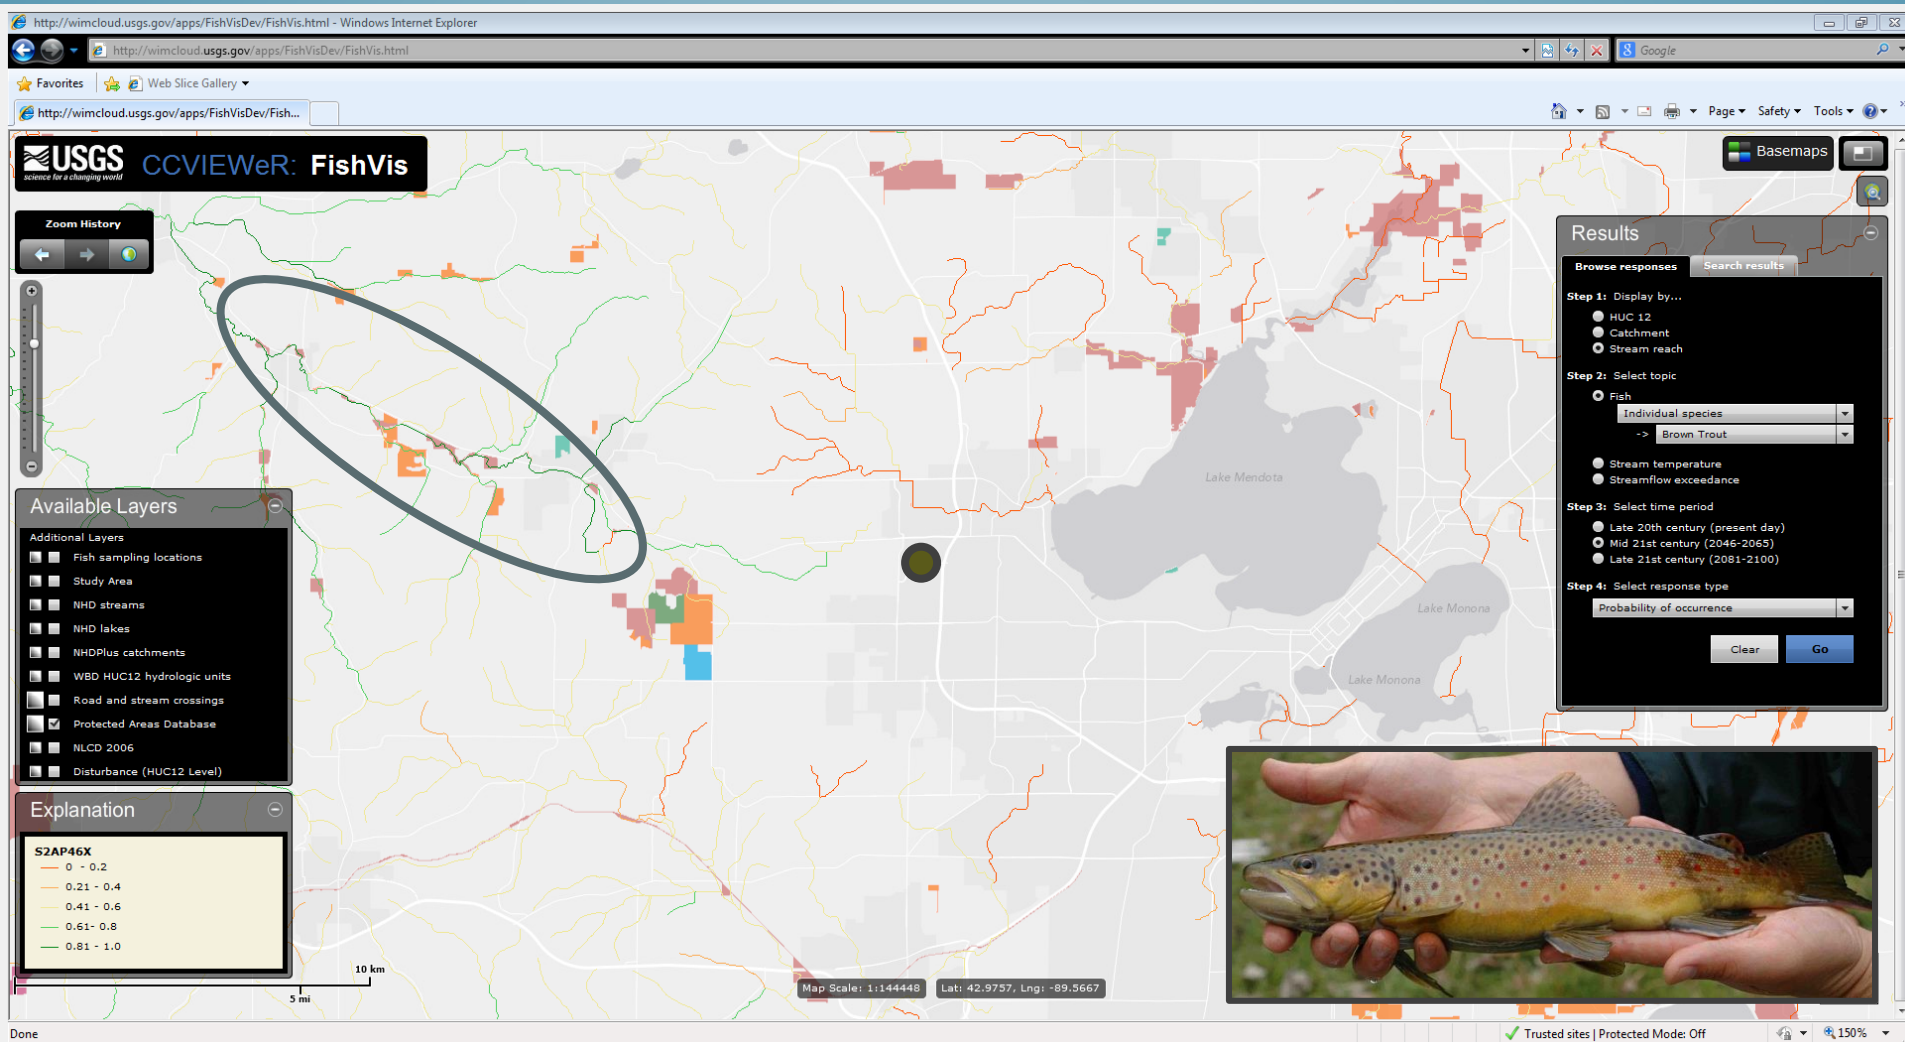 http://wimcloud.usgs.gov/apps/FishVisDev/FishVis.html - Windows Internet Explorer
http://wimcloud.usgs.gov/apps/FishVisDev/FishVis.html
Google
Favorites
Web Slice Gallery
http://wimcloud.usgs.gov/apps/FishVisDev/Fish...
Page
Safety
Tools
USGS
science for a changing world
CCVIEWeR: FishVis
Basemaps
Zoom History
Results
Browse responses
Search results
Step 1: Display by...
HUC 12
Catchment
Stream reach
Step 2: Select topic
Fish
Individual species
-> Brown Trout
Stream temperature
Streamflow exceedance
Step 3: Select time period
Late 20th century (present day)
Mid 21st century (2046-2065)
Late 21st century (2081-2100)
Step 4: Select response type
Probability of occurrence
Clear
Go
Lake Mendota
Lake Monona
Lake Monona
Available Layers
Additional Layers
Fish sampling locations
Study Area
NHD streams
NHD lakes
NHDPlus catchments
WBD HUC12 hydrologic units
Road and stream crossings
Protected Areas Database
NLCD 2006
Disturbance (HUC12 Level)
Explanation
S2AP46X
0 - 0.2
0.21 - 0.4
0.41 - 0.6
0.61- 0.8
0.81 - 1.0
10 km
5 mi
Map Scale: 1:144448
Lat: 42.9757, Lng: -89.5667
Done
Trusted sites | Protected Mode: Off
150%